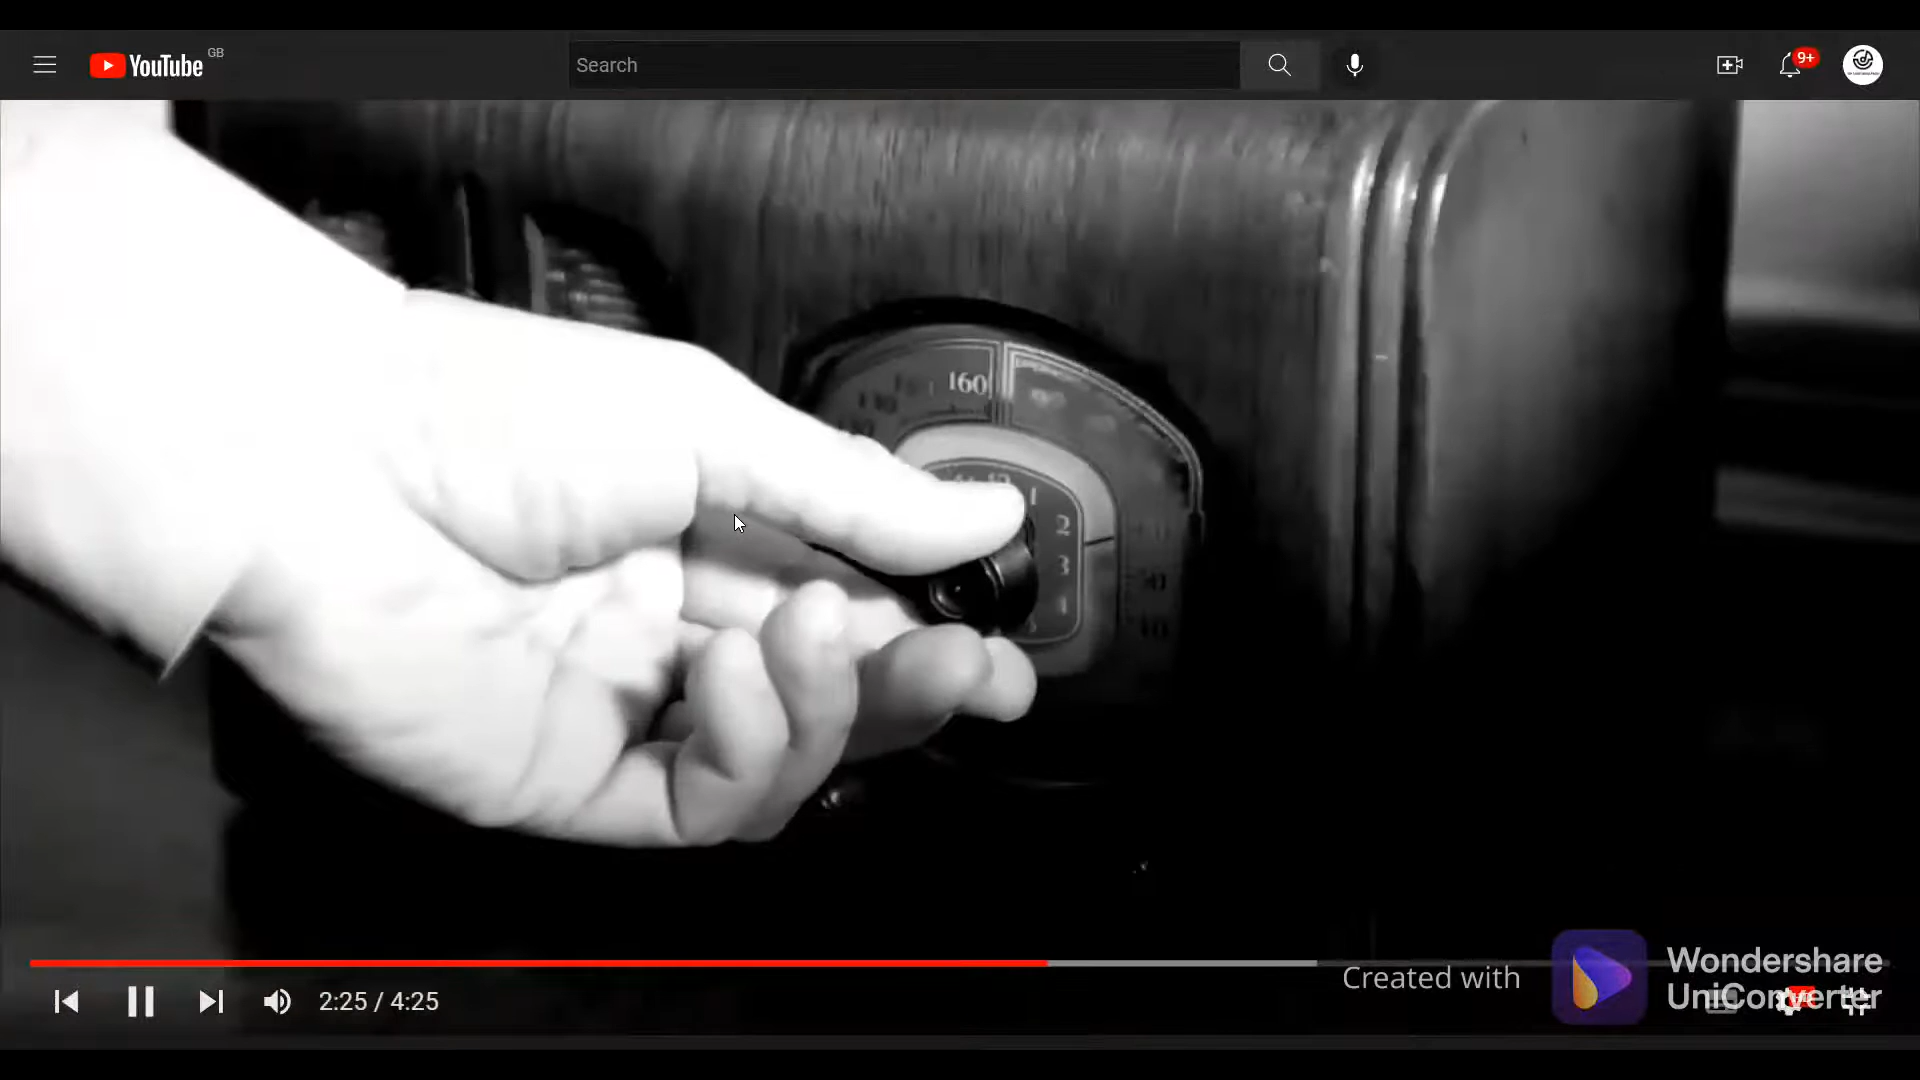 YouTube GB
Search
9+
160
1
2
3
2:25 / 4:25
Created with
Wondershare
UniConverter